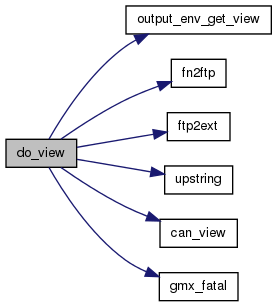 output_env_get_view
fn2ftp
ftp2ext
do_view
upstring
can_view
gmx_fatal